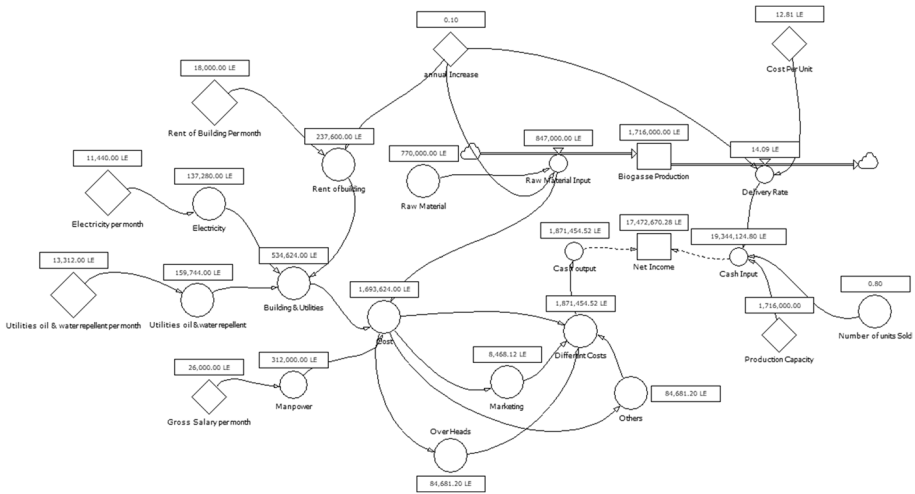 0.10
12.81 LE
annual Increase
Cost Per Unit
18,000.00 LE
Rent of Building Per month
237,600.00 LE
Rent of building
847,000.00 LE
1,716,000.00 LE
770,000.00 LE
14.09 LE
Raw Material Input
Biogasse Production
Delivery Rate
Raw Material
11,440.00 LE
137,280.00 LE
Electricity per month
Electricity
17,472,670.28 LE
1,871,454.52 LE
19,344,124.80 LE
Cash output
Net Income
Cash Input
534,624.00 LE
13,312.00 LE
159,744.00 LE
Building & Utilities
1,693,624.00 LE
1,871,454.52 LE
1,716,000.00
0.80
Utilities oil & water repellent per month
Utilities oil & water repellent
Cost
Different Costs
Production Capacity
Number of units Sold
312,000.00 LE
8,468.12 LE
26,000.00 LE
Manpower
Marketing
84,681.20 LE
Gross Salary per month
Others
Over Heads
84,681.20 LE